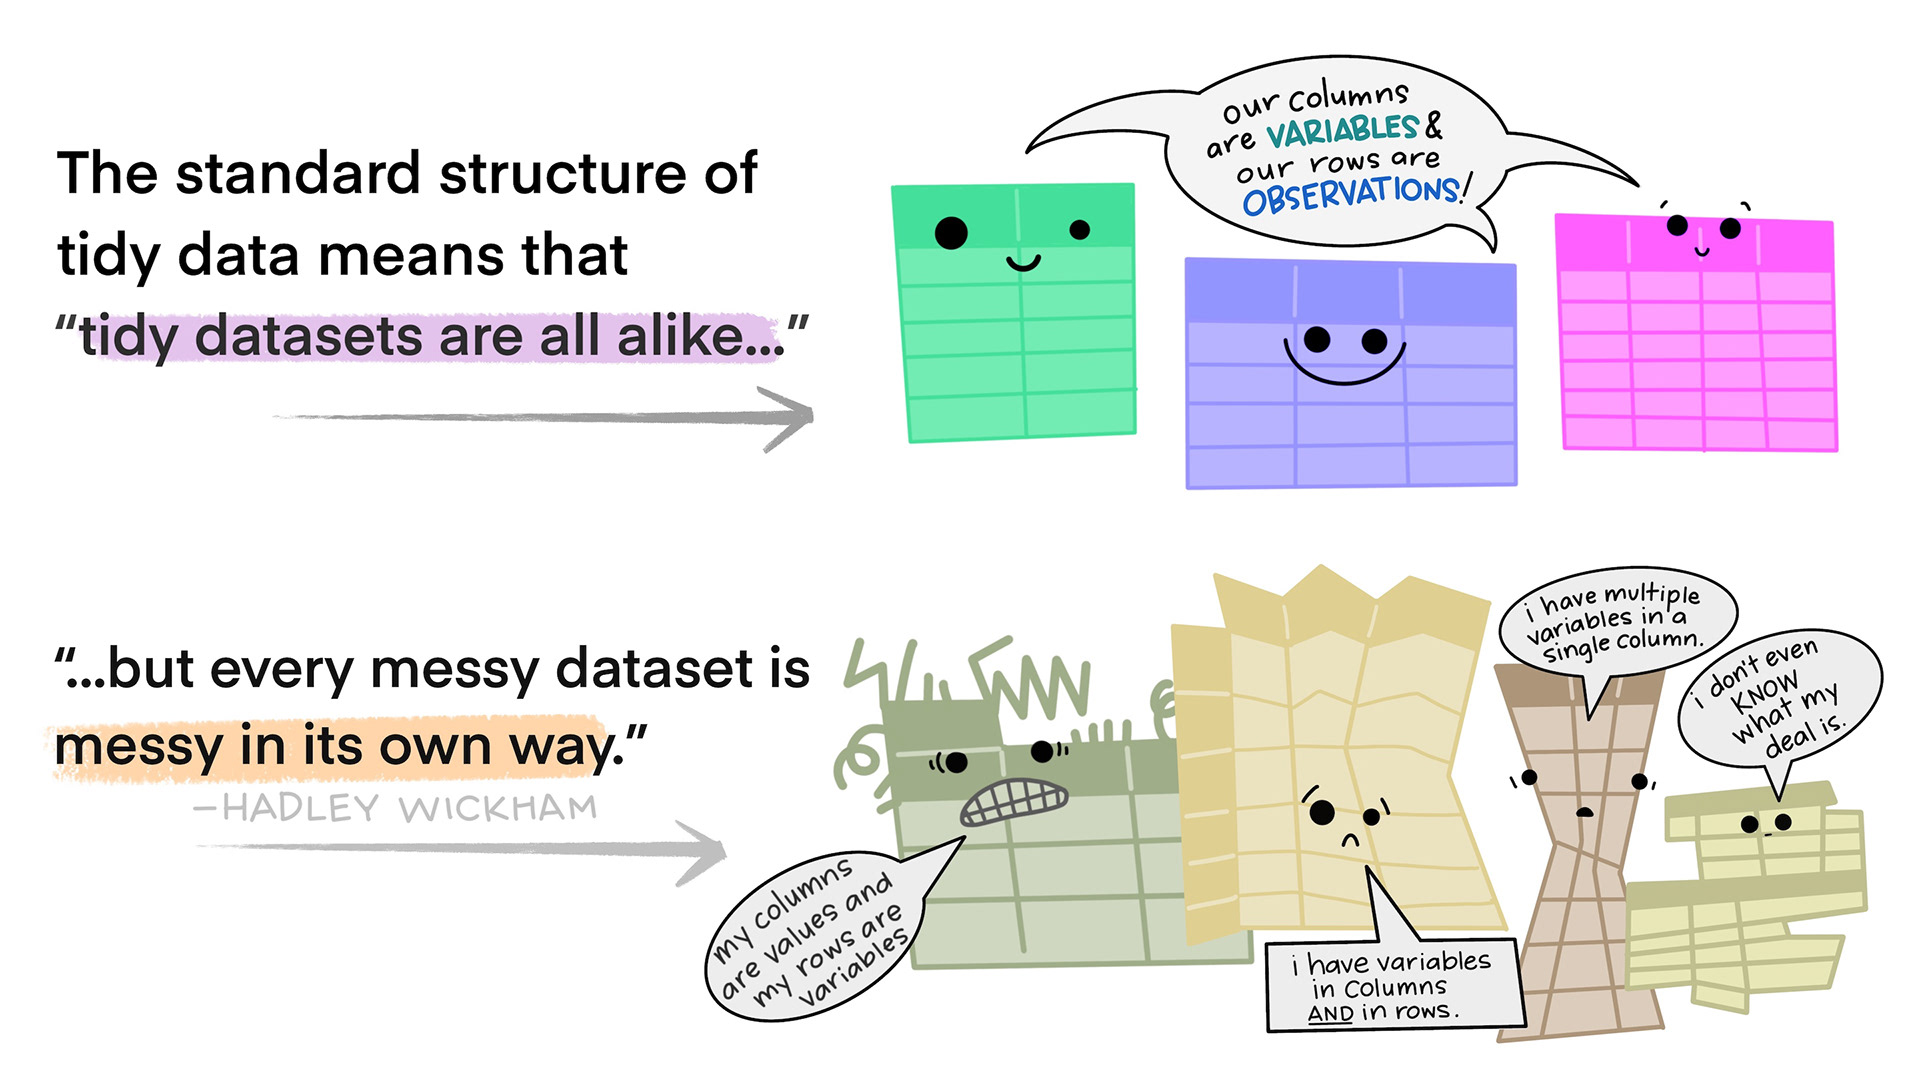 The standard structure of
tidy data means that
“tidy datasets are all alike...”
our columns
are VARIABLES &
our rows are
OBSERVATIONS!
“...but every messy dataset is
messy in its own way.”
–HADLEY WICKHAM
my columns
are values and
my rows are
variables
i have variables
in columns
AND in rows.
i have multiple
variables in a
single column.
i don't even
KNOW
what my
deal is.